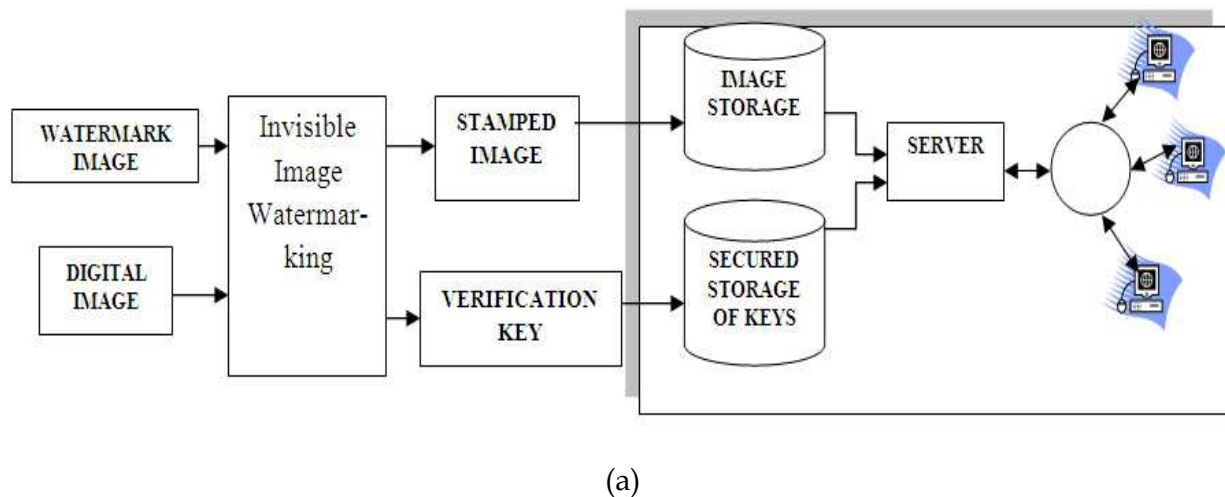 WATERMARK
IMAGE
DIGITAL
IMAGE
Invisible
Image
Watermar-
king
STAMPED
IMAGE
VERIFICATION
KEY
IMAGE
STORAGE
SECURED
STORAGE
OF KEYS
SERVER
(a)